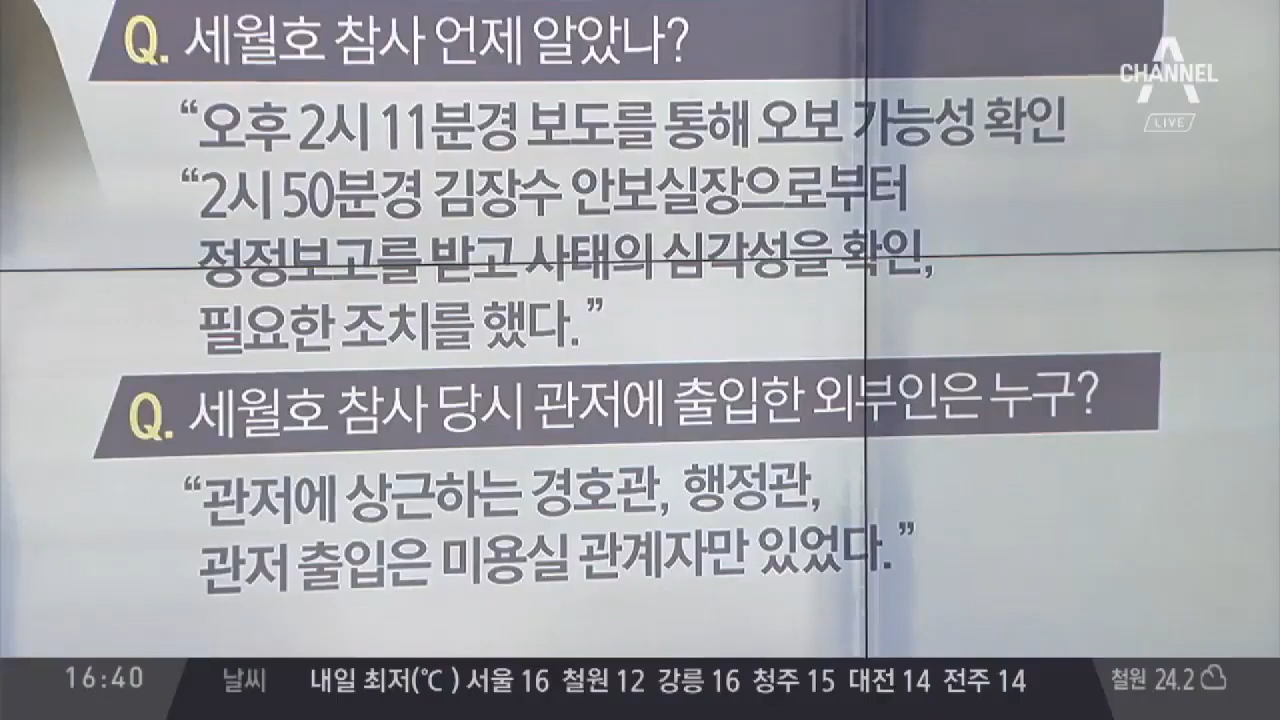 Q. 세월호 참사 언제 알았나?
CHANNEL A
LIVE
“오후 2시 11분경 보도를 통해 오보 가능성 확인
“2시 50분경 김장수 안보실장으로부터
정정보고를 받고 사태의 심각성을 확인,
필요한 조치를 했다.”
Q. 세월호 참사 당시 관저에 출입한 외부인은 누구?
“관저에 상근하는 경호관, 행정관,
관저 출입은 미용실 관계자만 있었다.”
16:40 날씨 내일 최저(℃) 서울 16 철원 12 강릉 16 청주 15 대전 14 전주 14 철원 24.2